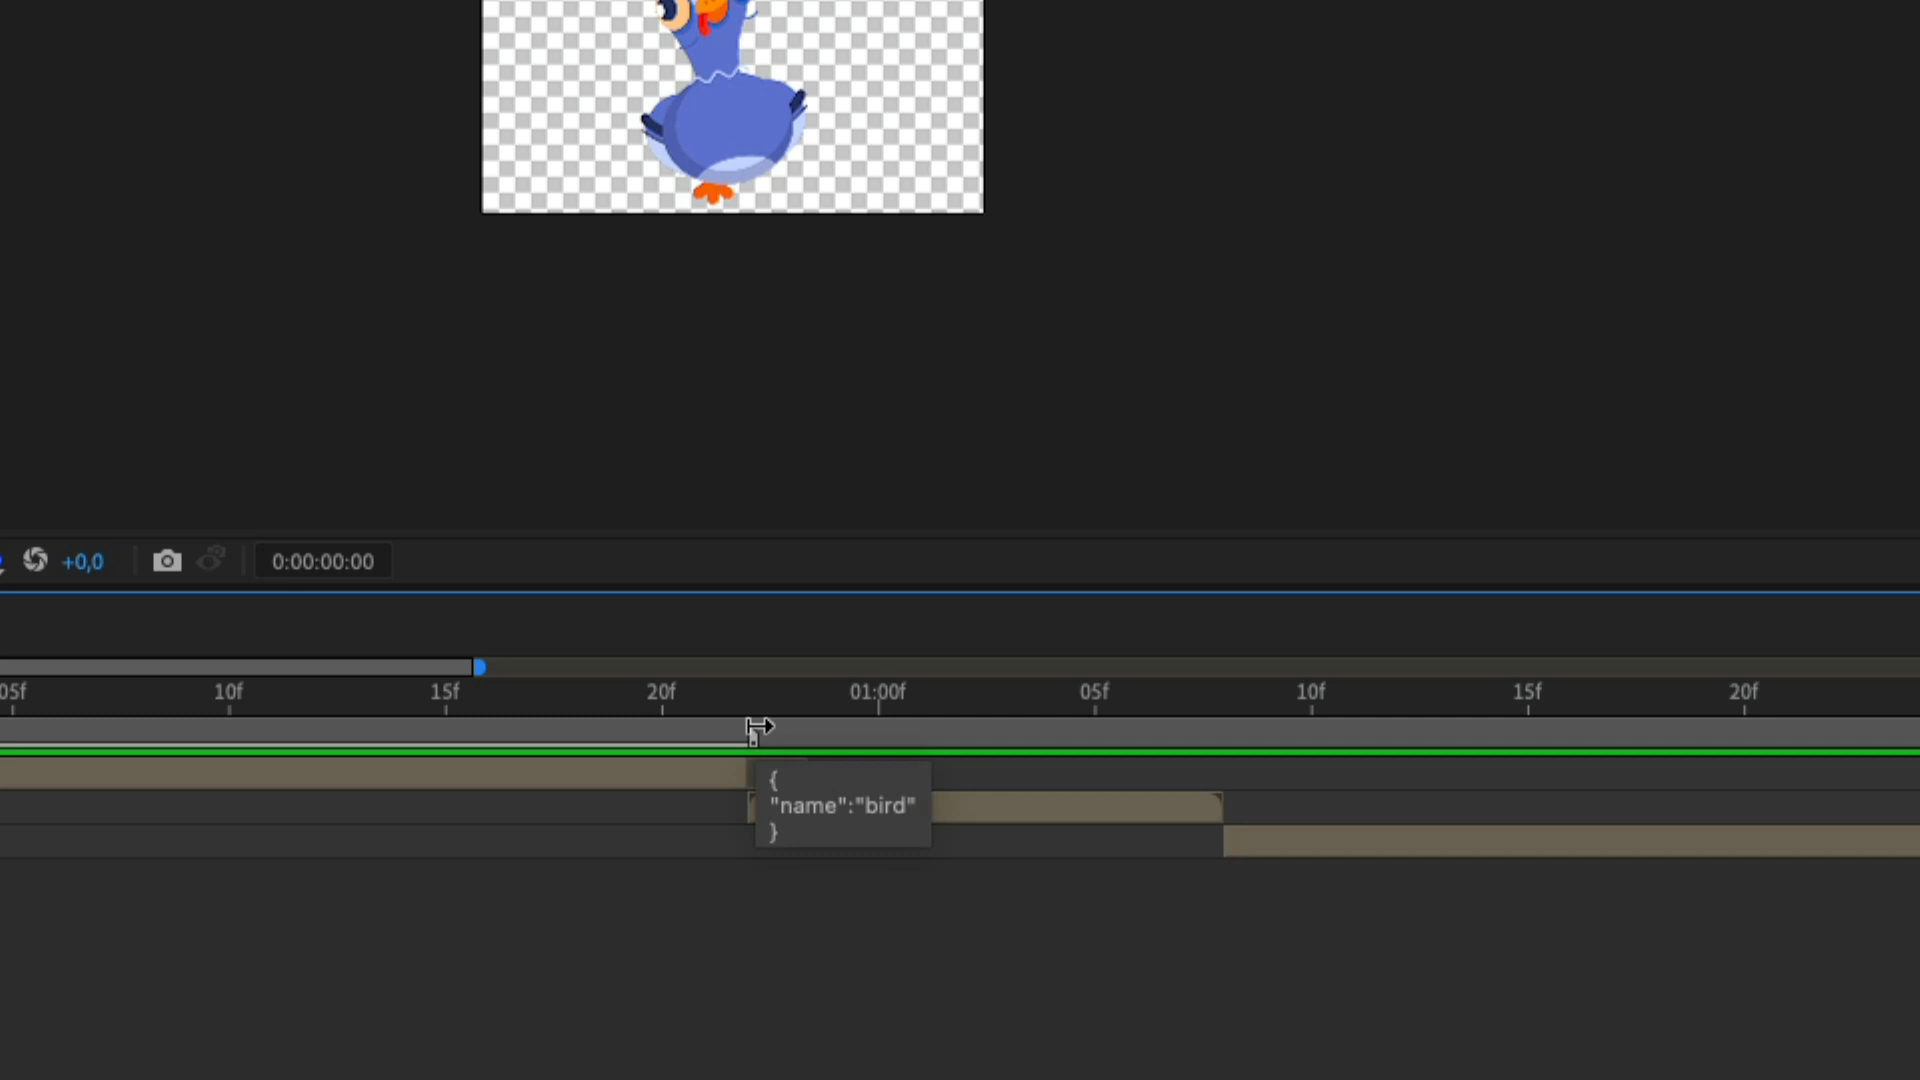 +0,0
0:00:00:00
05f 10f 15f 20f 01:00f 05f 10f 15f 20f
{
"name":"bird"
}